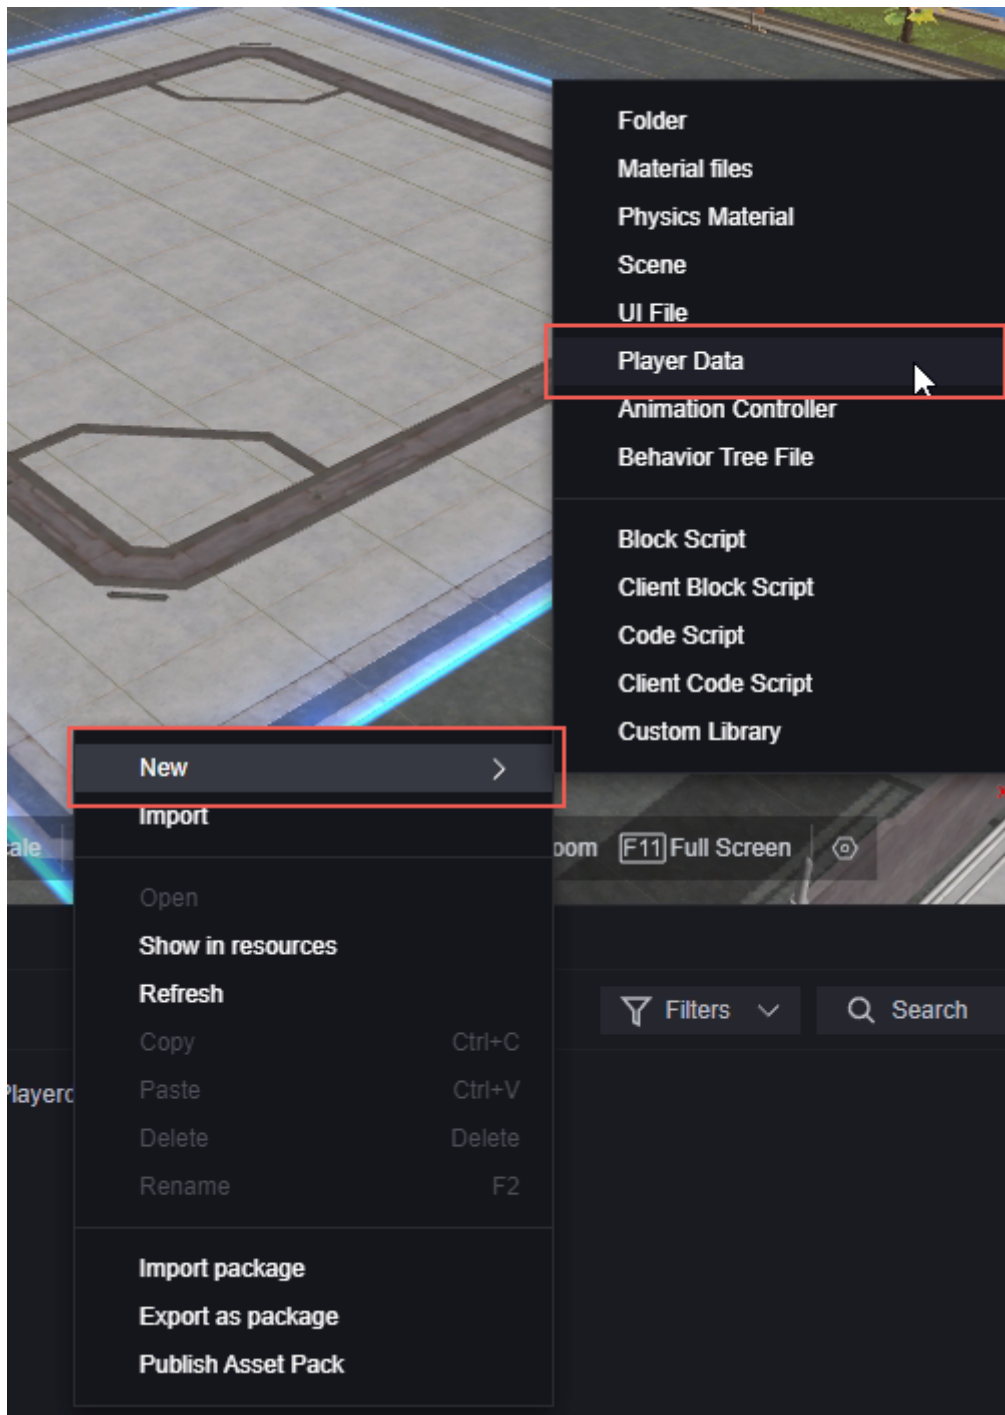 Folder
Material files
Physics Material
Scene
UI File
Player Data
Animation Controller
Behavior Tree File
Block Script
Client Block Script
Code Script
Client Code Script
Custom Library
New
Import
F11 Full Screen
Open
Show in resources
Refresh
Filters Search
Copy Ctrl+C
Paste Ctrl+V
Delete Delete
Rename F2
Import package
Export as package
Publish Asset Pack